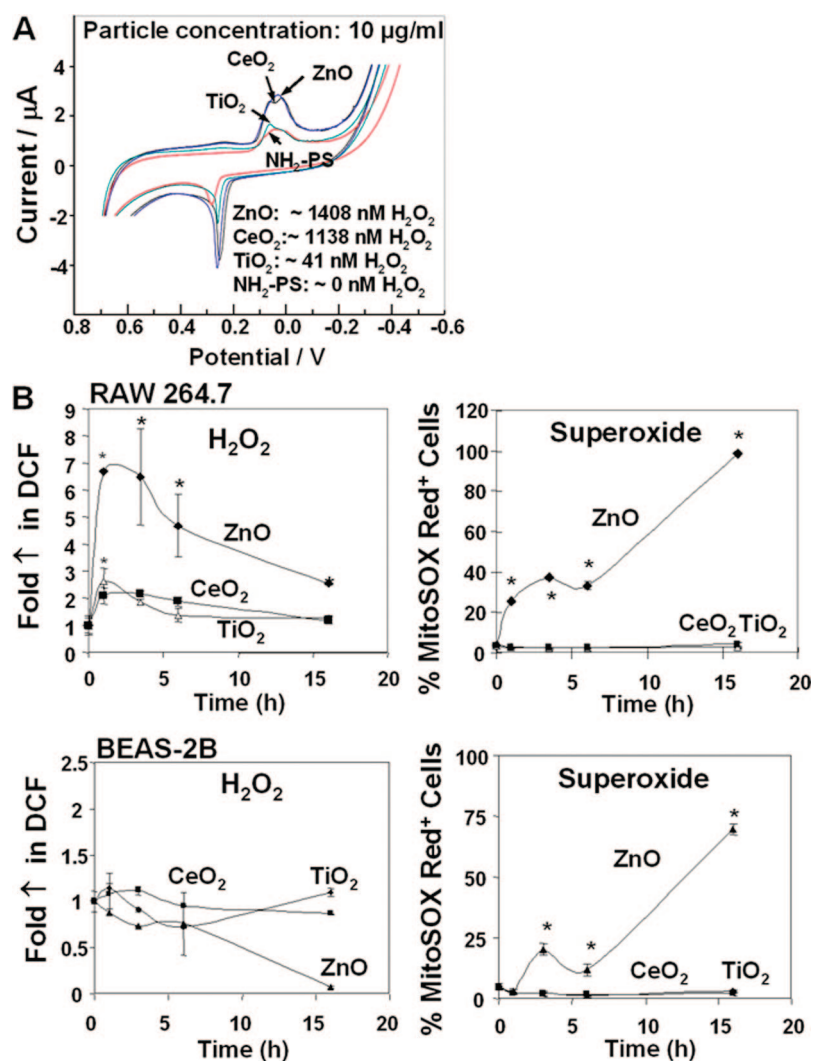 A
Particle concentration: 10 µg/ml
CeO₂
ZnO
TiO₂
NH₂-PS
ZnO: ~ 1408 nM H₂O₂
CeO₂:~ 1138 nM H₂O₂
TiO₂: ~ 41 nM H₂O₂
NH₂-PS: ~ 0 nM H₂O₂
Current / µA
4
2
0
-2
-4
0.8 0.6 0.4 0.2 0.0 -0.2 -0.4 -0.6
Potential / V
B
RAW 264.7
H₂O₂
Fold ↑ in DCF
9
8
7
6
5
4
3
2
1
0
* * * * *
ZnO
CeO₂
TiO₂
0 5 10 15 20
Time (h)
Superoxide
% MitoSOX Red⁺ Cells
120
100
80
60
40
20
0
* * * *
ZnO
CeO₂TiO₂
0 5 10 15 20
Time (h)
BEAS-2B
H₂O₂
Fold ↑ in DCF
2.5
2
1.5
1
0.5
0
CeO₂
TiO₂
ZnO
0 5 10 15 20
Time (h)
Superoxide
% MitoSOX Red⁺ Cells
100
75
50
25
0
* * *
ZnO
CeO₂ TiO₂
0 5 10 15 20
Time (h)